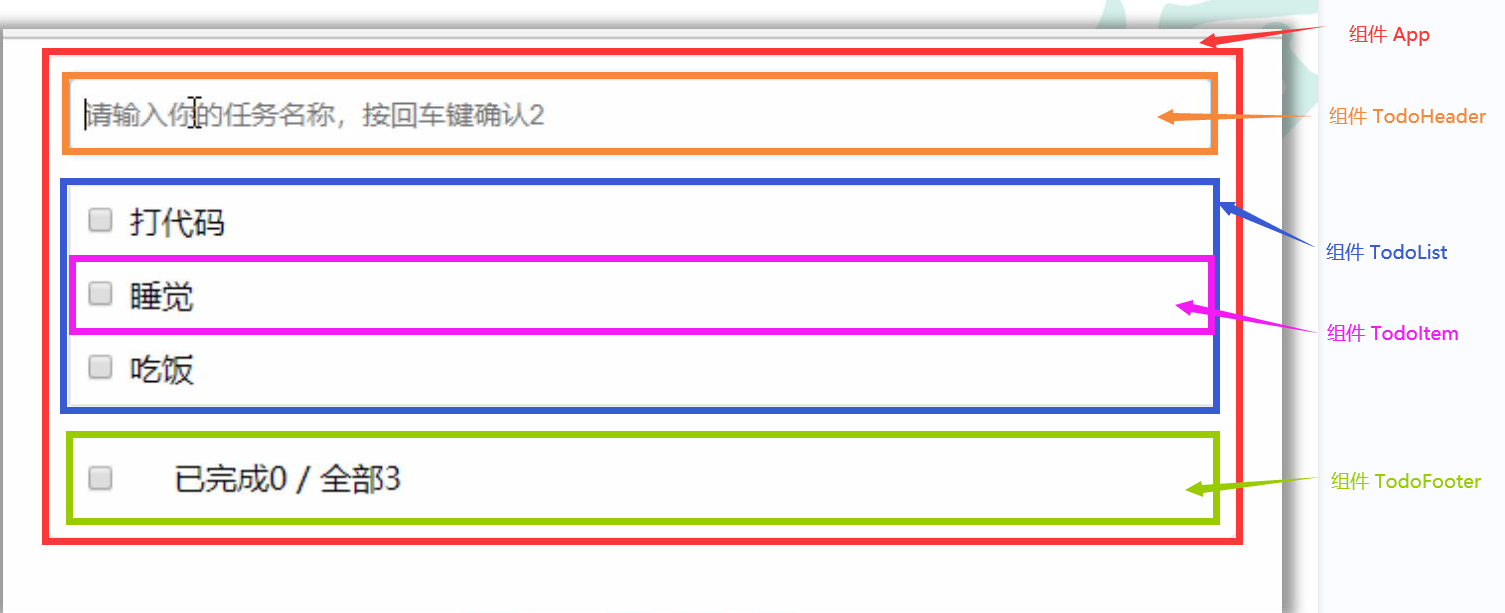 组件 App
请输入你的任务名称，按回车键确认2
组件 TodoHeader
打代码
组件 TodoList
睡觉
组件 TodoItem
吃饭
已完成0 / 全部3
组件 TodoFooter